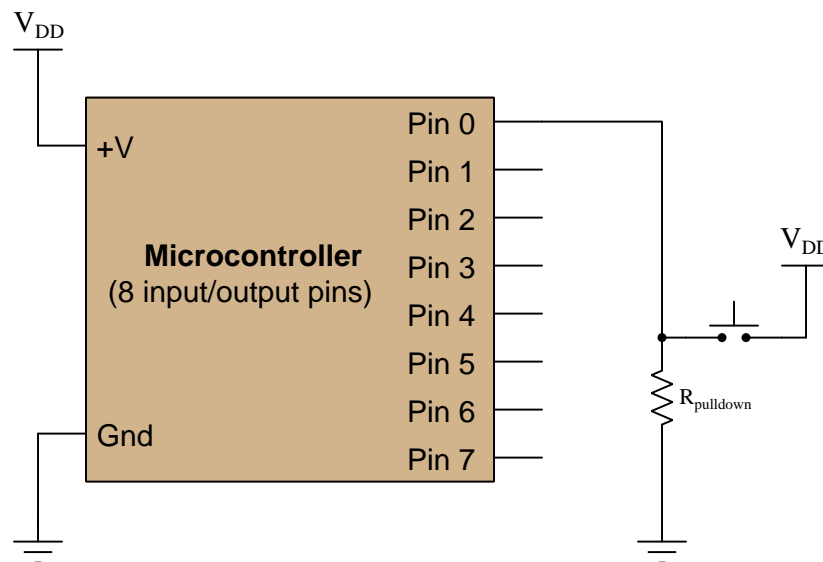 VDD
+V
Microcontroller
(8 input/output pins)
Gnd
Pin 0
Pin 1
Pin 2
Pin 3
Pin 4
Pin 5
Pin 6
Pin 7
VDD
Rpulldown